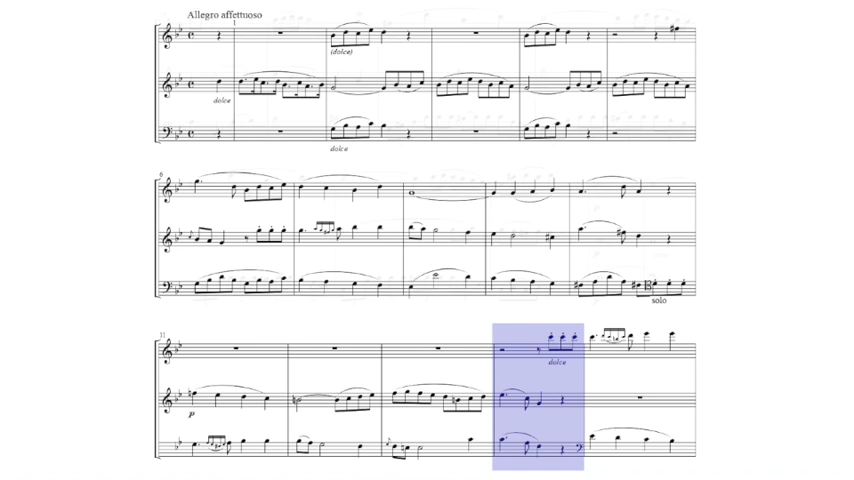 Allegro affettuoso
1
(dolce)
dolce
dolce
6
solo
11
dolce
p